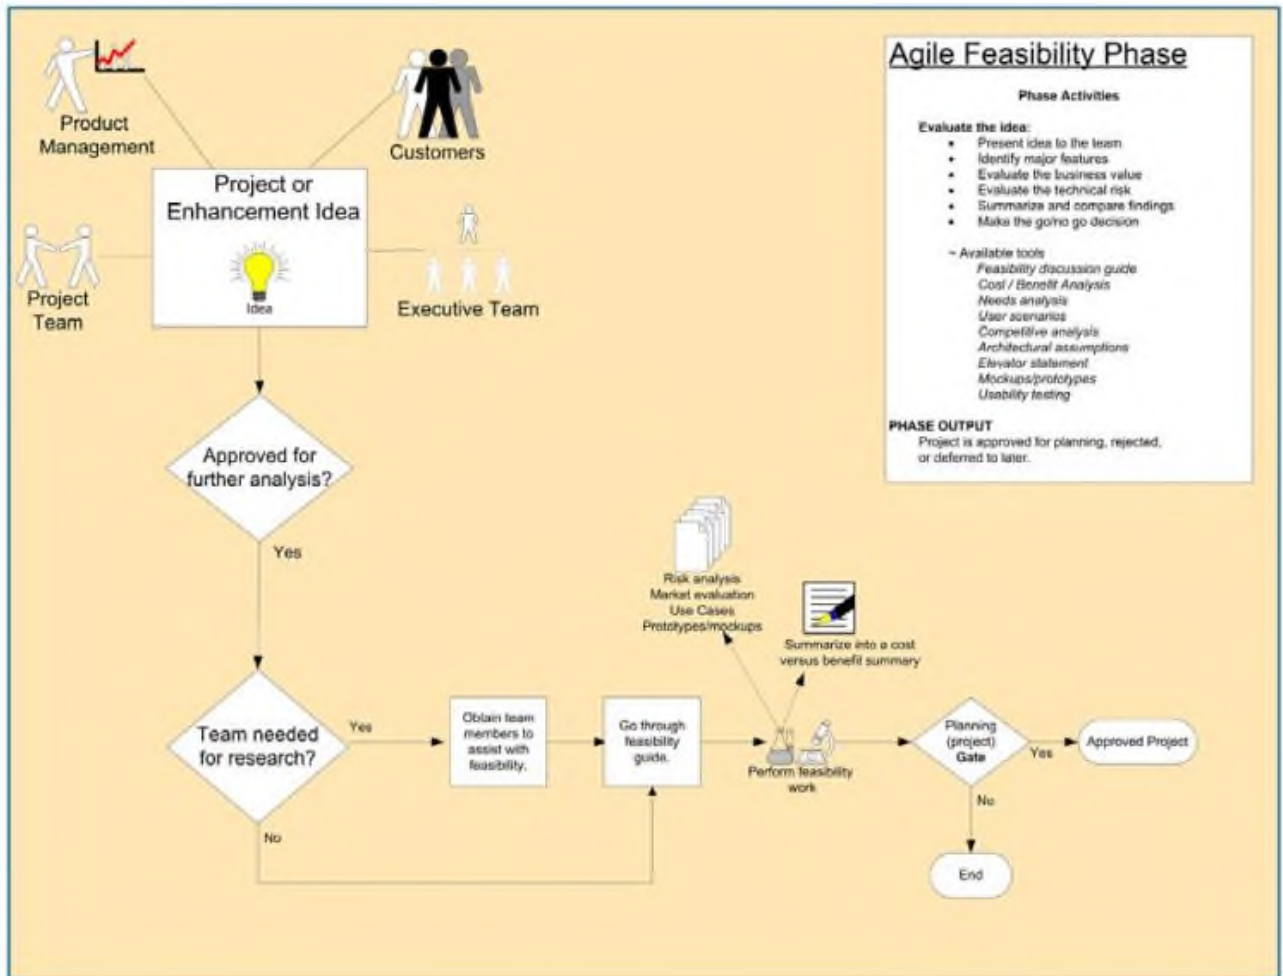 Product
Management
Customers
Project or
Enhancement Idea
Idea
Project
Team
Executive Team
Agile Feasibility Phase
Phase Activities
Evaluate the idea:
• Present idea to the team
• Identify major features
• Evaluate the business value
• Evaluate the technical risk
• Summarize and compare findings
• Make the go/no go decision
~ Available tools
Feasibility discussion guide
Cost / Benefit Analysis
Needs analysis
User scenarios
Competitive analysis
Architectural assumptions
Elevator statement
Mockups/prototypes
Usability testing
PHASE OUTPUT
Project is approved for planning, rejected,
or deferred to later.
Approved for
further analysis?
Yes
Team needed
for research?
Yes
No
Obtain team
members to
assist with
feasibility.
Go through
feasibility
guide.
Risk analysis
Market evaluation
Use Cases
Prototypes/mockups
Summarize into a cost
versus benefit summary
Perform feasibility
work
Planning
(project)
Gate
Yes
Approved Project
No
End